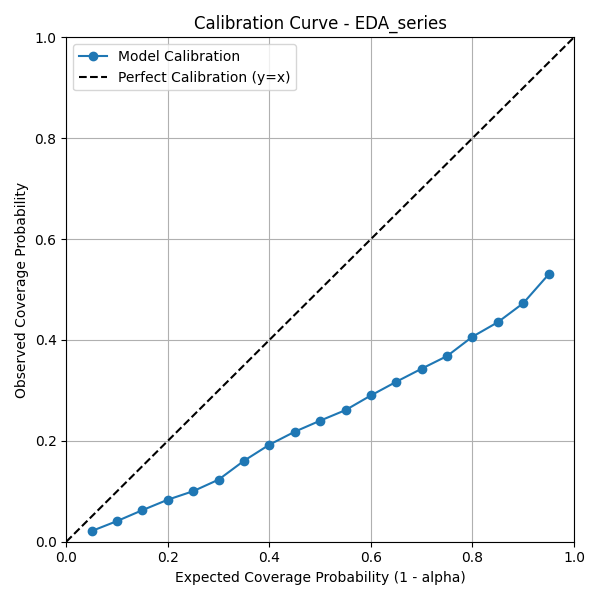 Calibration Curve - EDA_series
Model Calibration
Perfect Calibration (y=x)
Observed Coverage Probability
1.0
0.8
0.6
0.4
0.2
0.0
0.0 0.2 0.4 0.6 0.8 1.0
Expected Coverage Probability (1 - alpha)